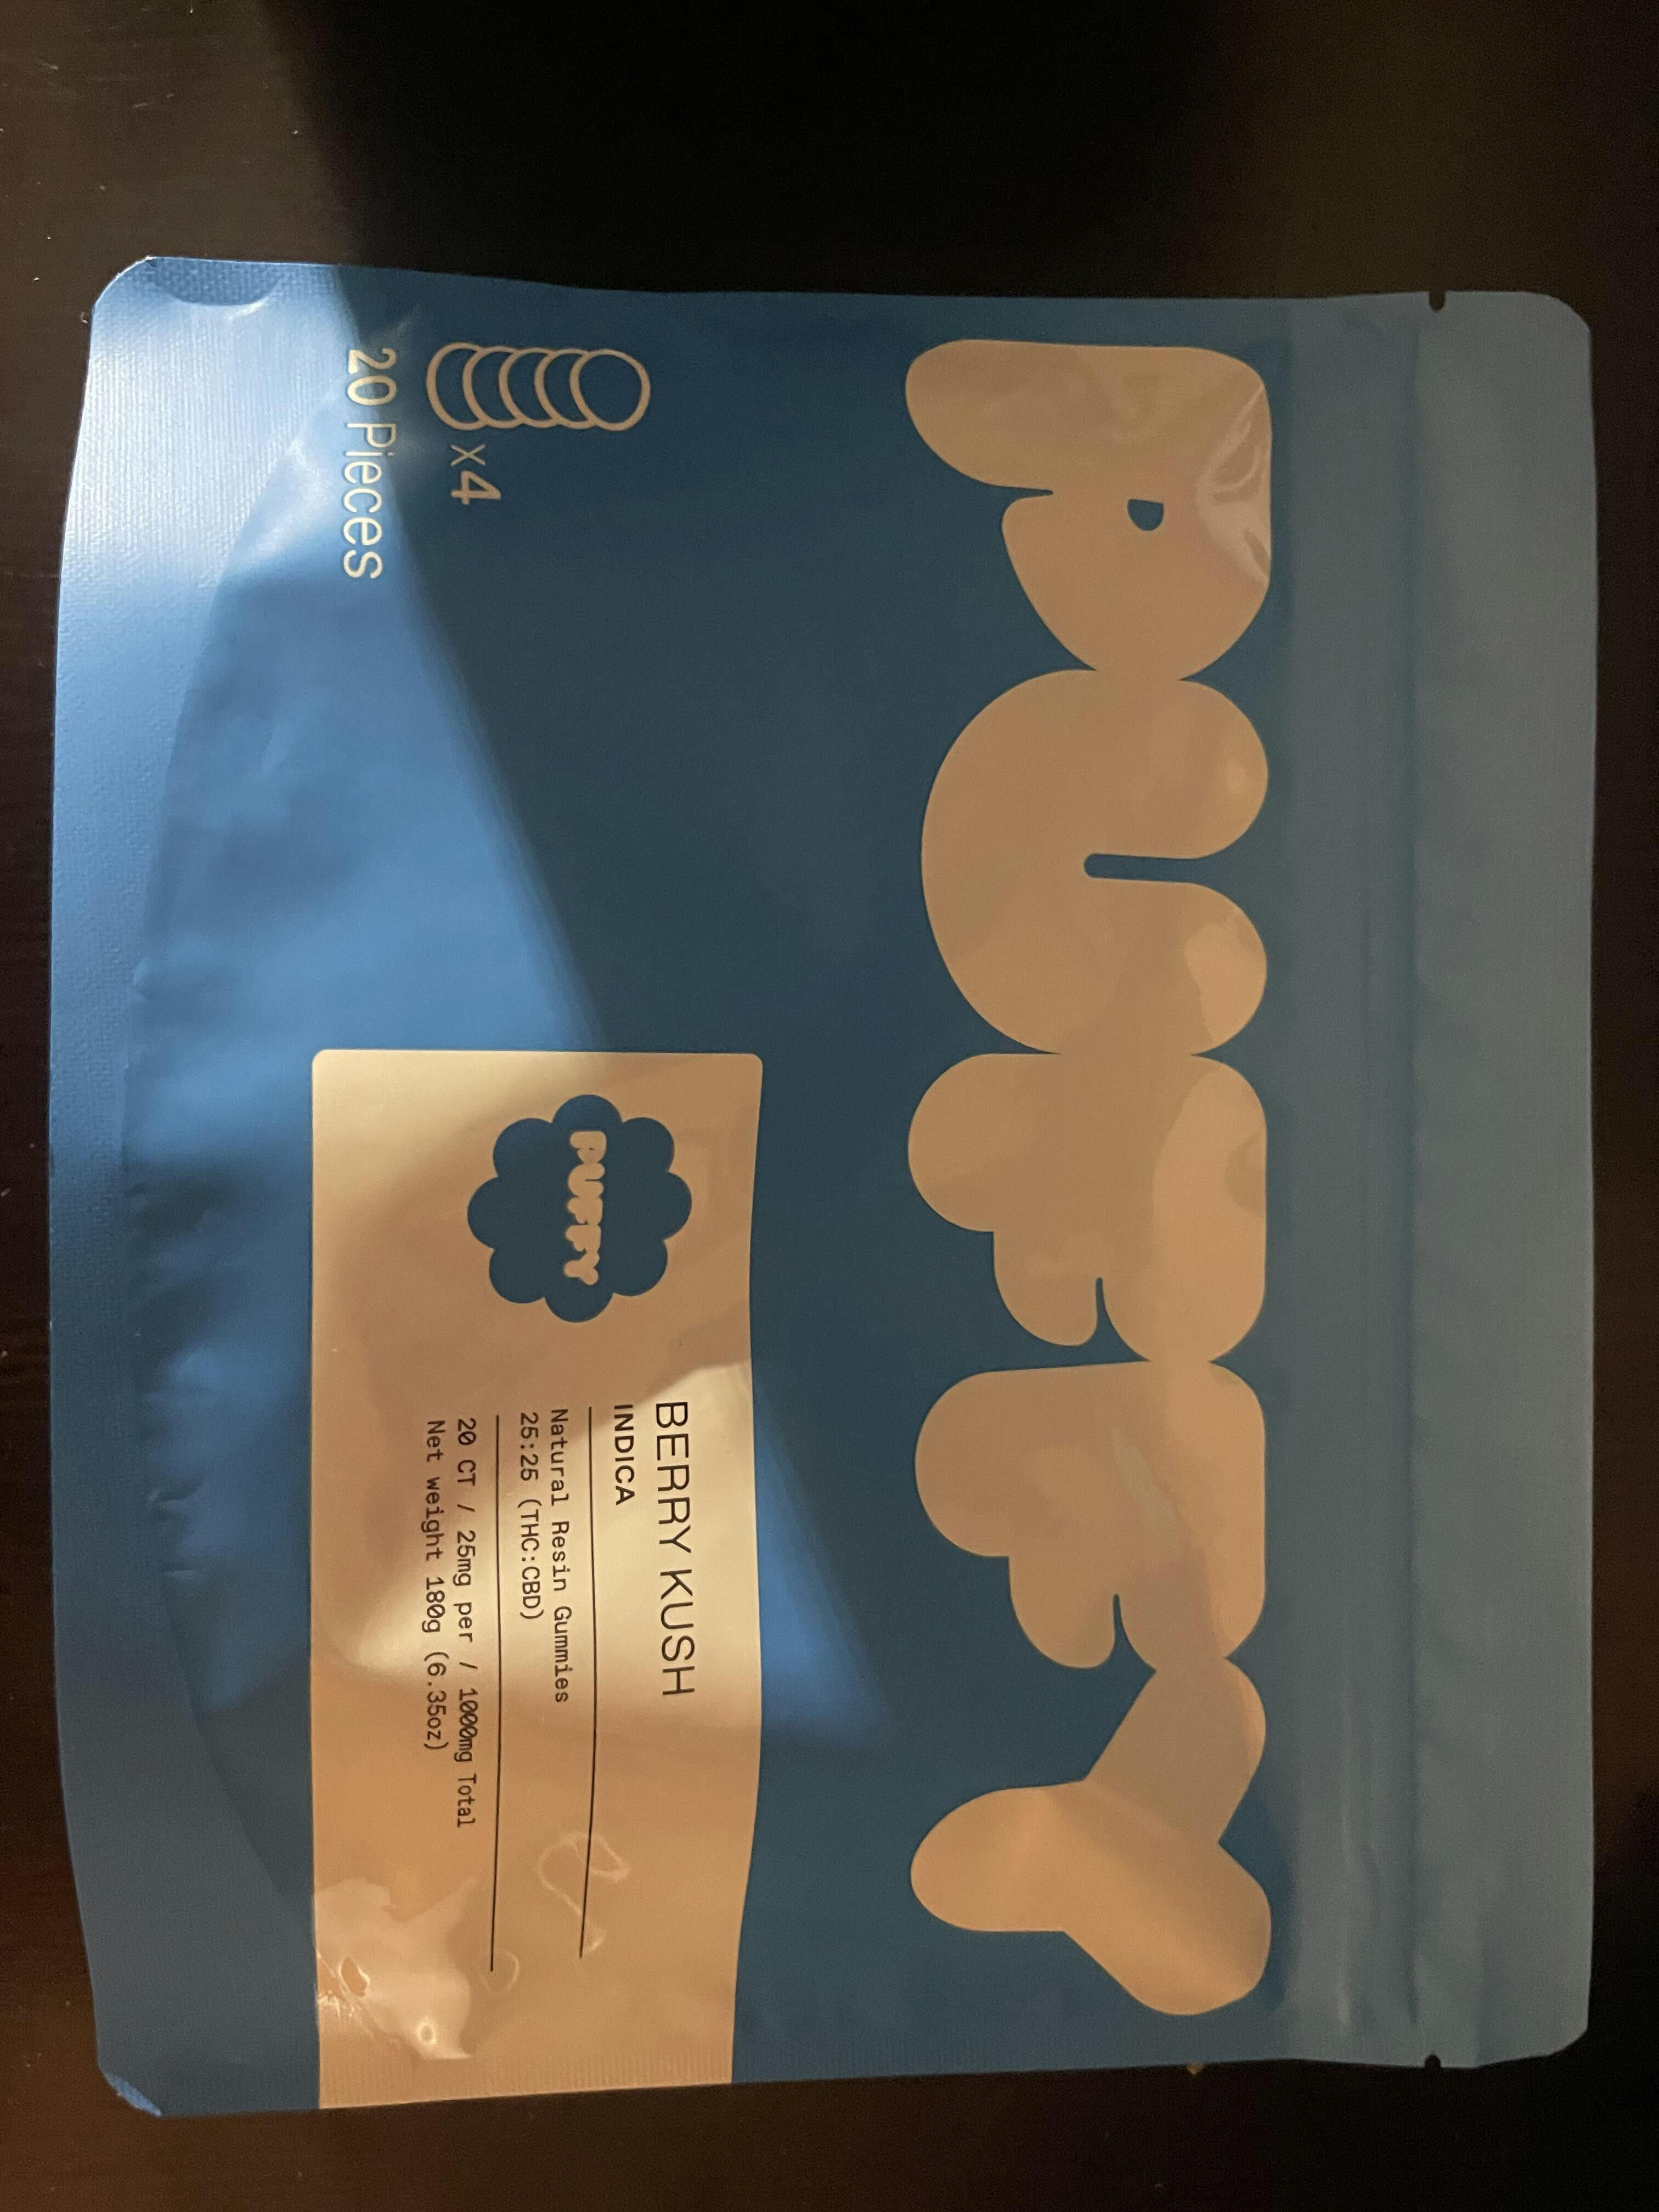 PUFFY
x4
20 Pieces
PUFFY
BERRY KUSH
INDICA
Natural Resin Gummies
25:25 (THC:CBD)
20 CT / 25mg per / 1000mg Total
Net weight 180g (6.35oz)